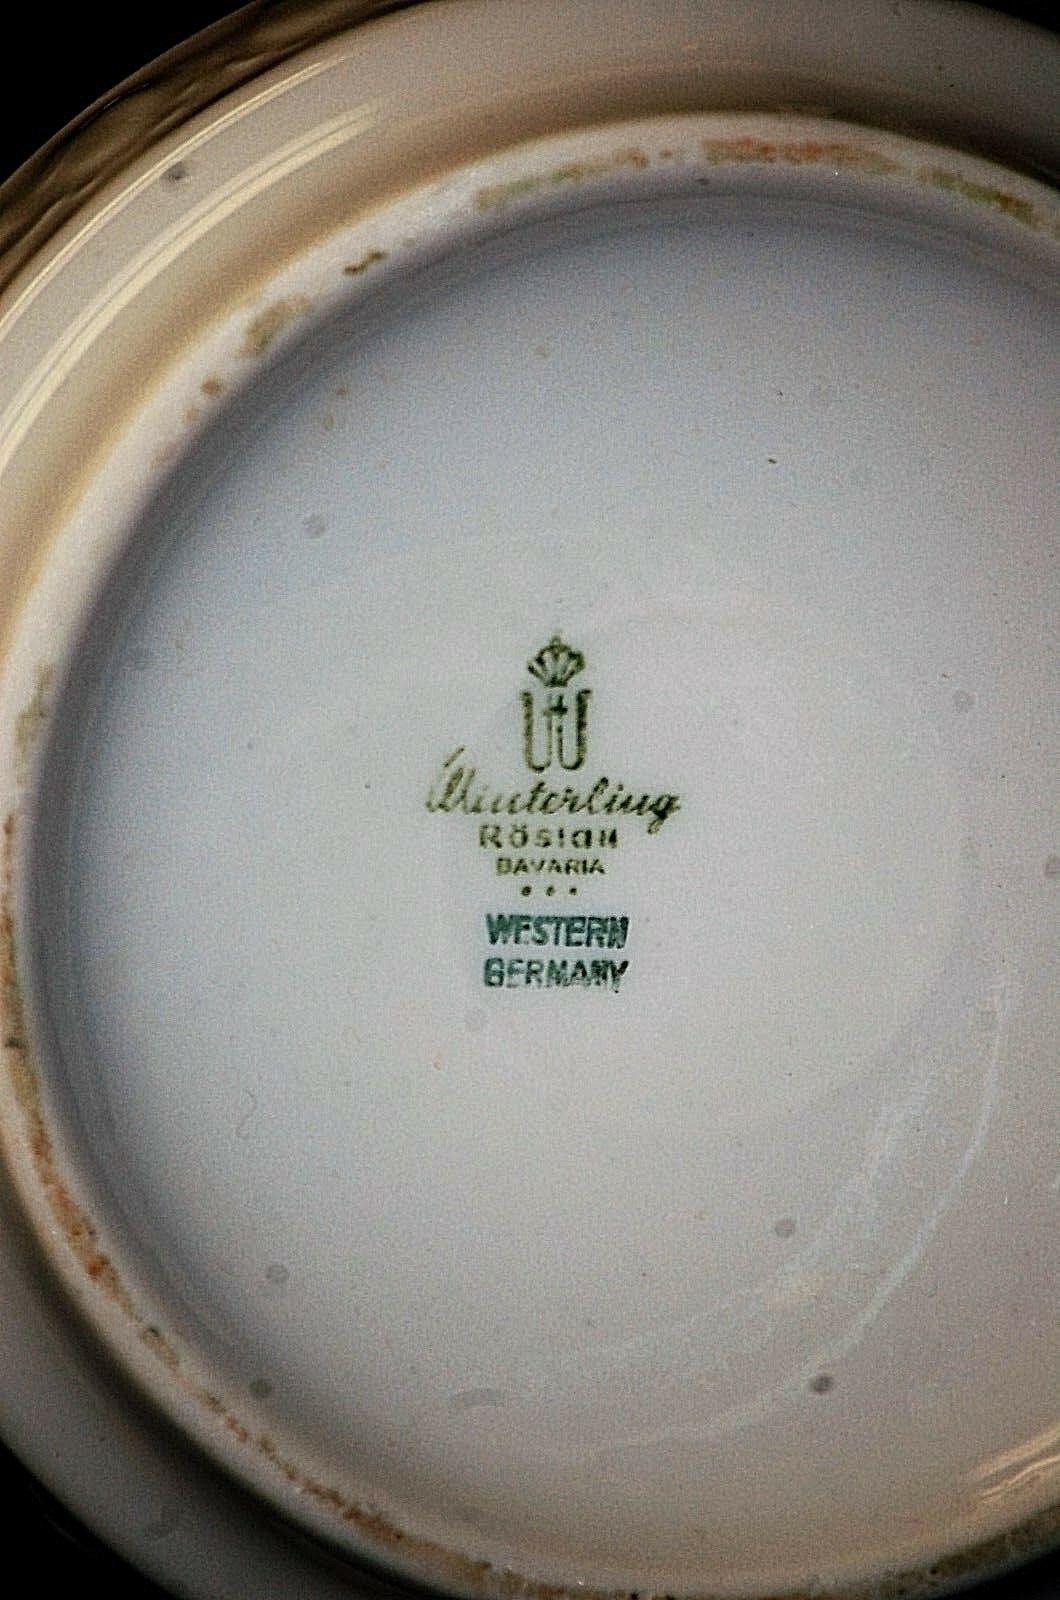 Winterling
Röslau
BAVARIA
WESTERN
GERMANY